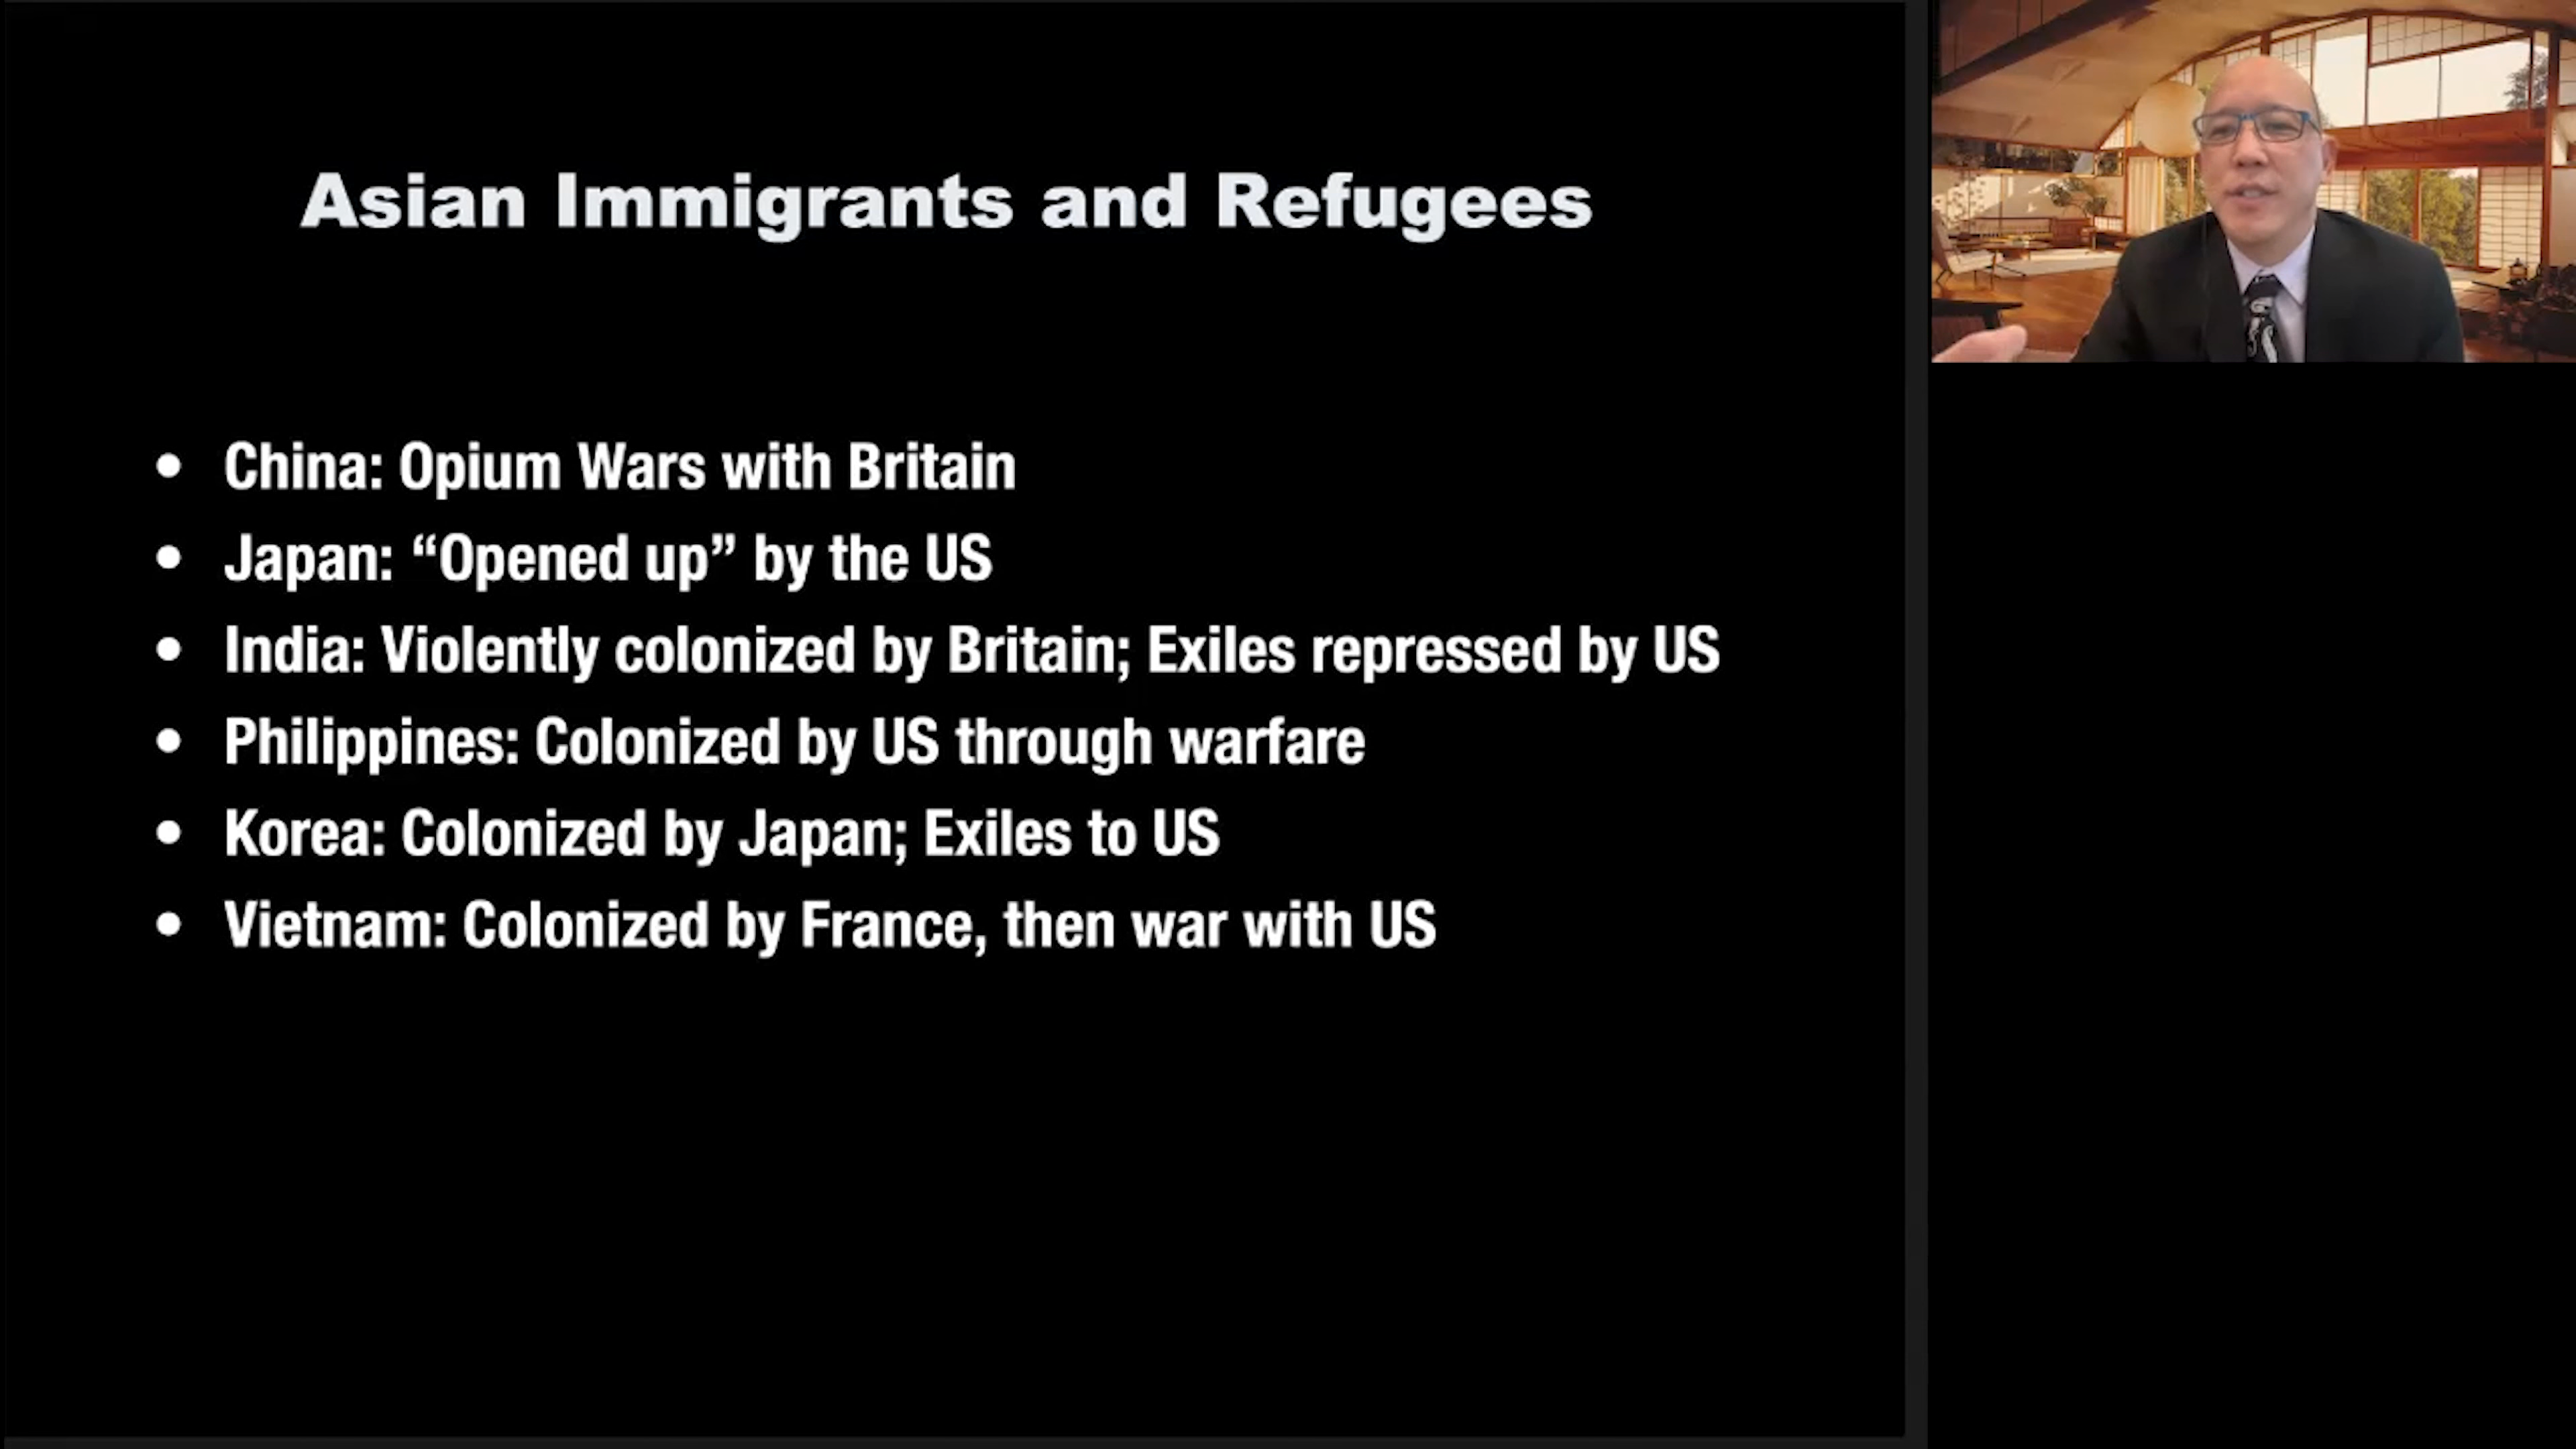 Asian Immigrants and Refugees
• China: Opium Wars with Britain
• Japan: “Opened up” by the US
• India: Violently colonized by Britain; Exiles repressed by US
• Philippines: Colonized by US through warfare
• Korea: Colonized by Japan; Exiles to US
• Vietnam: Colonized by France, then war with US